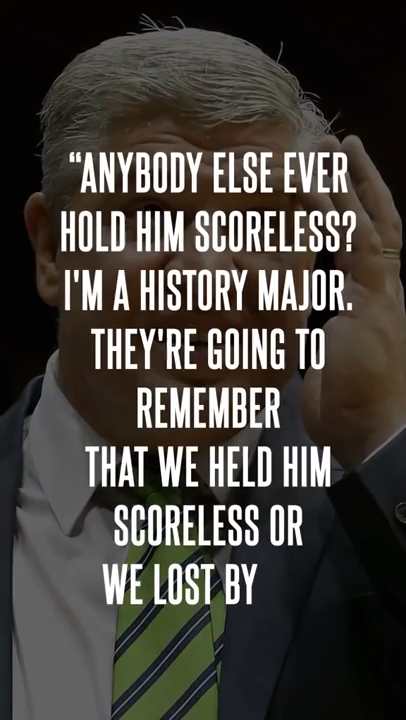 “ANYBODY ELSE EVER
HOLD HIM SCORELESS?
I'M A HISTORY MAJOR.
THEY'RE GOING TO
REMEMBER
THAT WE HELD HIM
SCORELESS OR
WE LOST BY